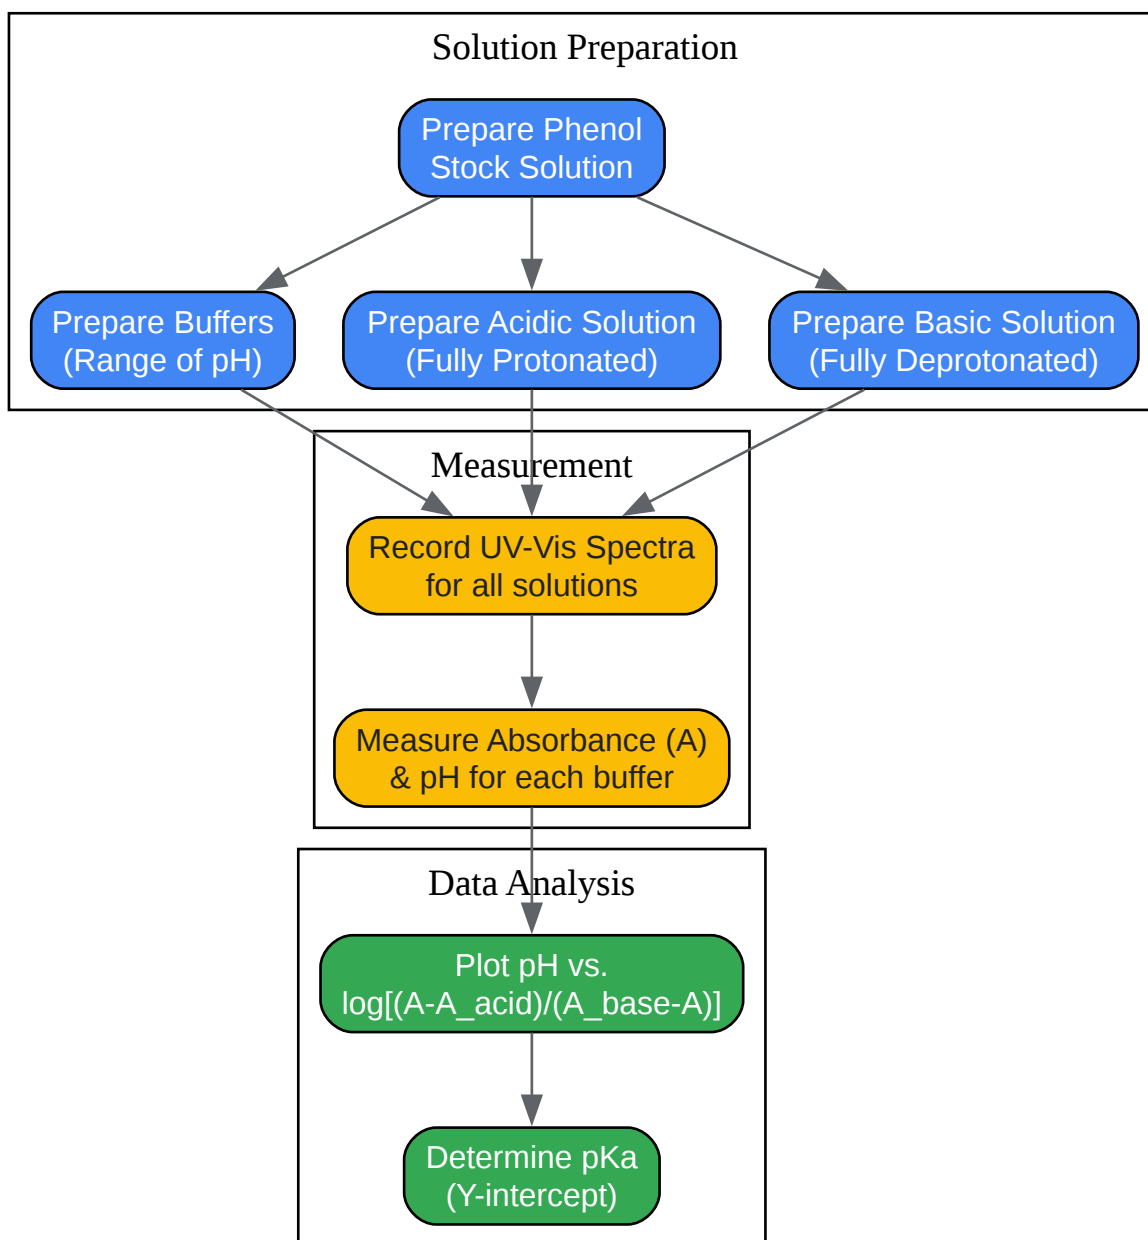 Solution Preparation
Prepare Phenol
Stock Solution
Prepare Buffers
(Range of pH)
Prepare Acidic Solution
(Fully Protonated)
Prepare Basic Solution
(Fully Deprotonated)
Measurement
Record UV-Vis Spectra
for all solutions
Measure Absorbance (A)
& pH for each buffer
Data Analysis
Plot pH vs.
log[(A-A_acid)/(A_base-A)]
Determine pKa
(Y-intercept)